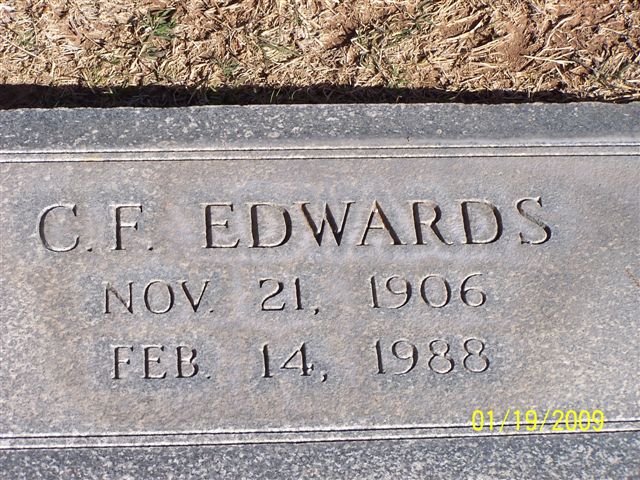 C.F. EDWARDS
NOV. 21, 1906
FEB. 14, 1988
01/19/2009